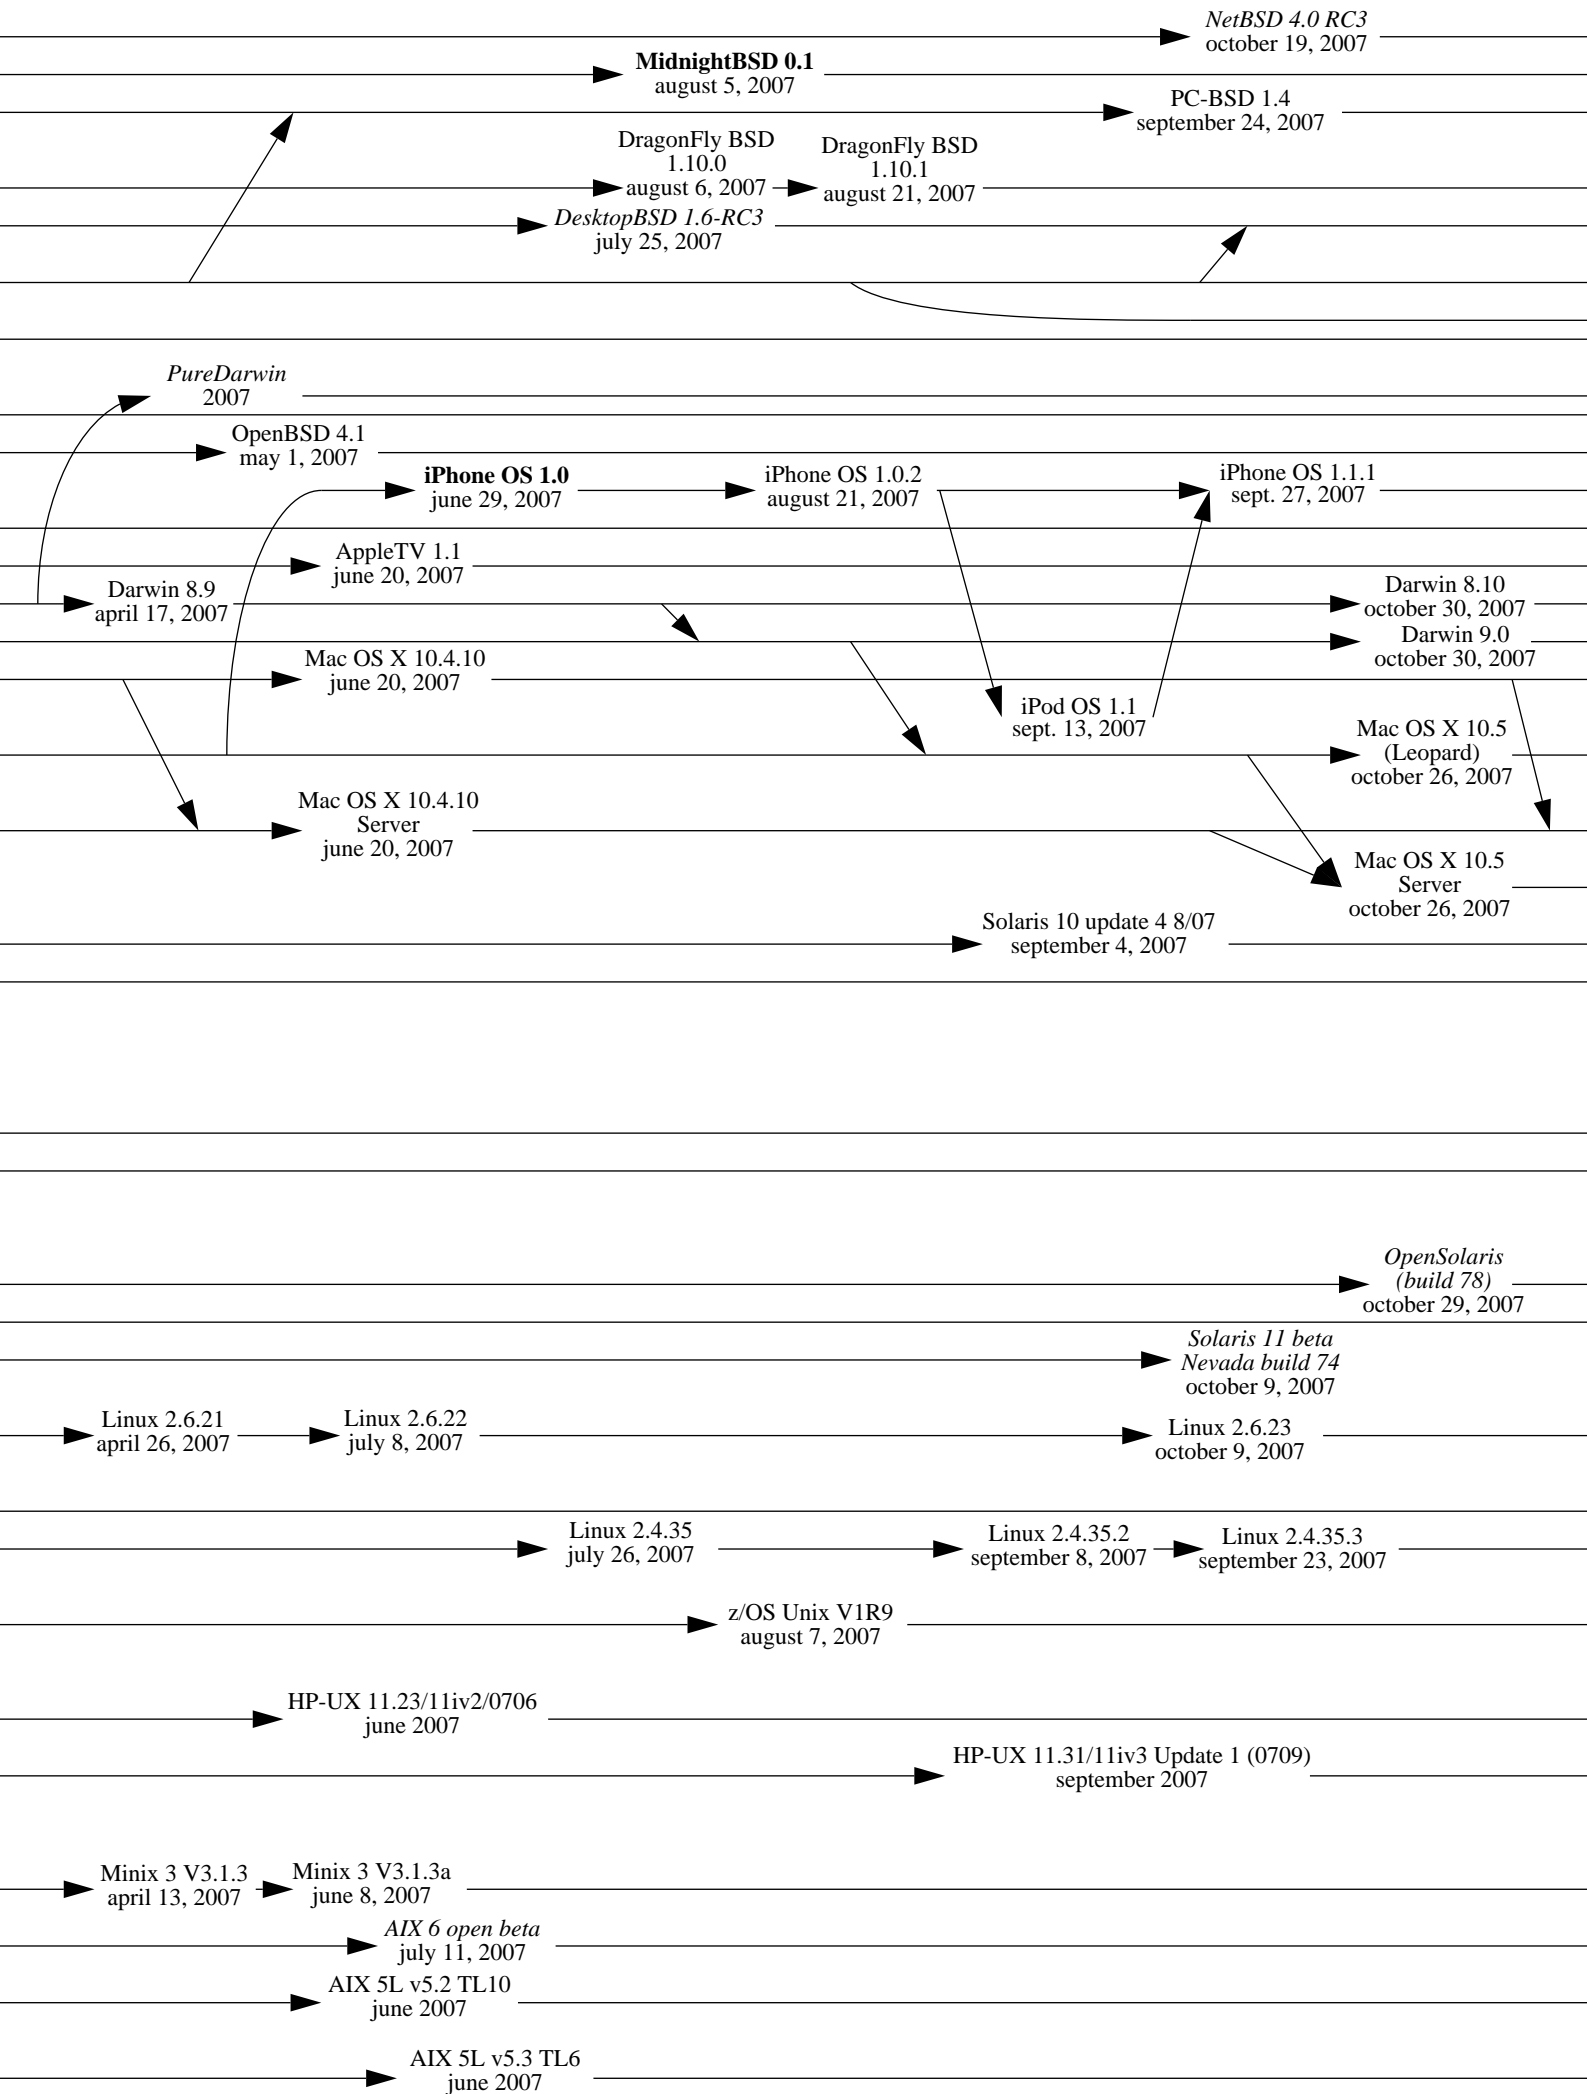 NetBSD 4.0 RC3
october 19, 2007
MidnightBSD 0.1
august 5, 2007
PC-BSD 1.4
september 24, 2007
DragonFly BSD
1.10.0
august 6, 2007
DragonFly BSD
1.10.1
august 21, 2007
DesktopBSD 1.6-RC3
july 25, 2007
PureDarwin
2007
OpenBSD 4.1
may 1, 2007
iPhone OS 1.0
june 29, 2007
iPhone OS 1.0.2
august 21, 2007
iPhone OS 1.1.1
sept. 27, 2007
AppleTV 1.1
june 20, 2007
Darwin 8.9
april 17, 2007
Darwin 8.10
october 30, 2007
Darwin 9.0
october 30, 2007
Mac OS X 10.4.10
june 20, 2007
iPod OS 1.1
sept. 13, 2007
Mac OS X 10.5
(Leopard)
october 26, 2007
Mac OS X 10.4.10
Server
june 20, 2007
Mac OS X 10.5
Server
october 26, 2007
Solaris 10 update 4 8/07
september 4, 2007
OpenSolaris
(build 78)
october 29, 2007
Solaris 11 beta
Nevada build 74
october 9, 2007
Linux 2.6.21
april 26, 2007
Linux 2.6.22
july 8, 2007
Linux 2.6.23
october 9, 2007
Linux 2.4.35
july 26, 2007
Linux 2.4.35.2
september 8, 2007
Linux 2.4.35.3
september 23, 2007
z/OS Unix V1R9
august 7, 2007
HP-UX 11.23/11iv2/0706
june 2007
HP-UX 11.31/11iv3 Update 1 (0709)
september 2007
Minix 3 V3.1.3
april 13, 2007
Minix 3 V3.1.3a
june 8, 2007
AIX 6 open beta
july 11, 2007
AIX 5L v5.2 TL10
june 2007
AIX 5L v5.3 TL6
june 2007